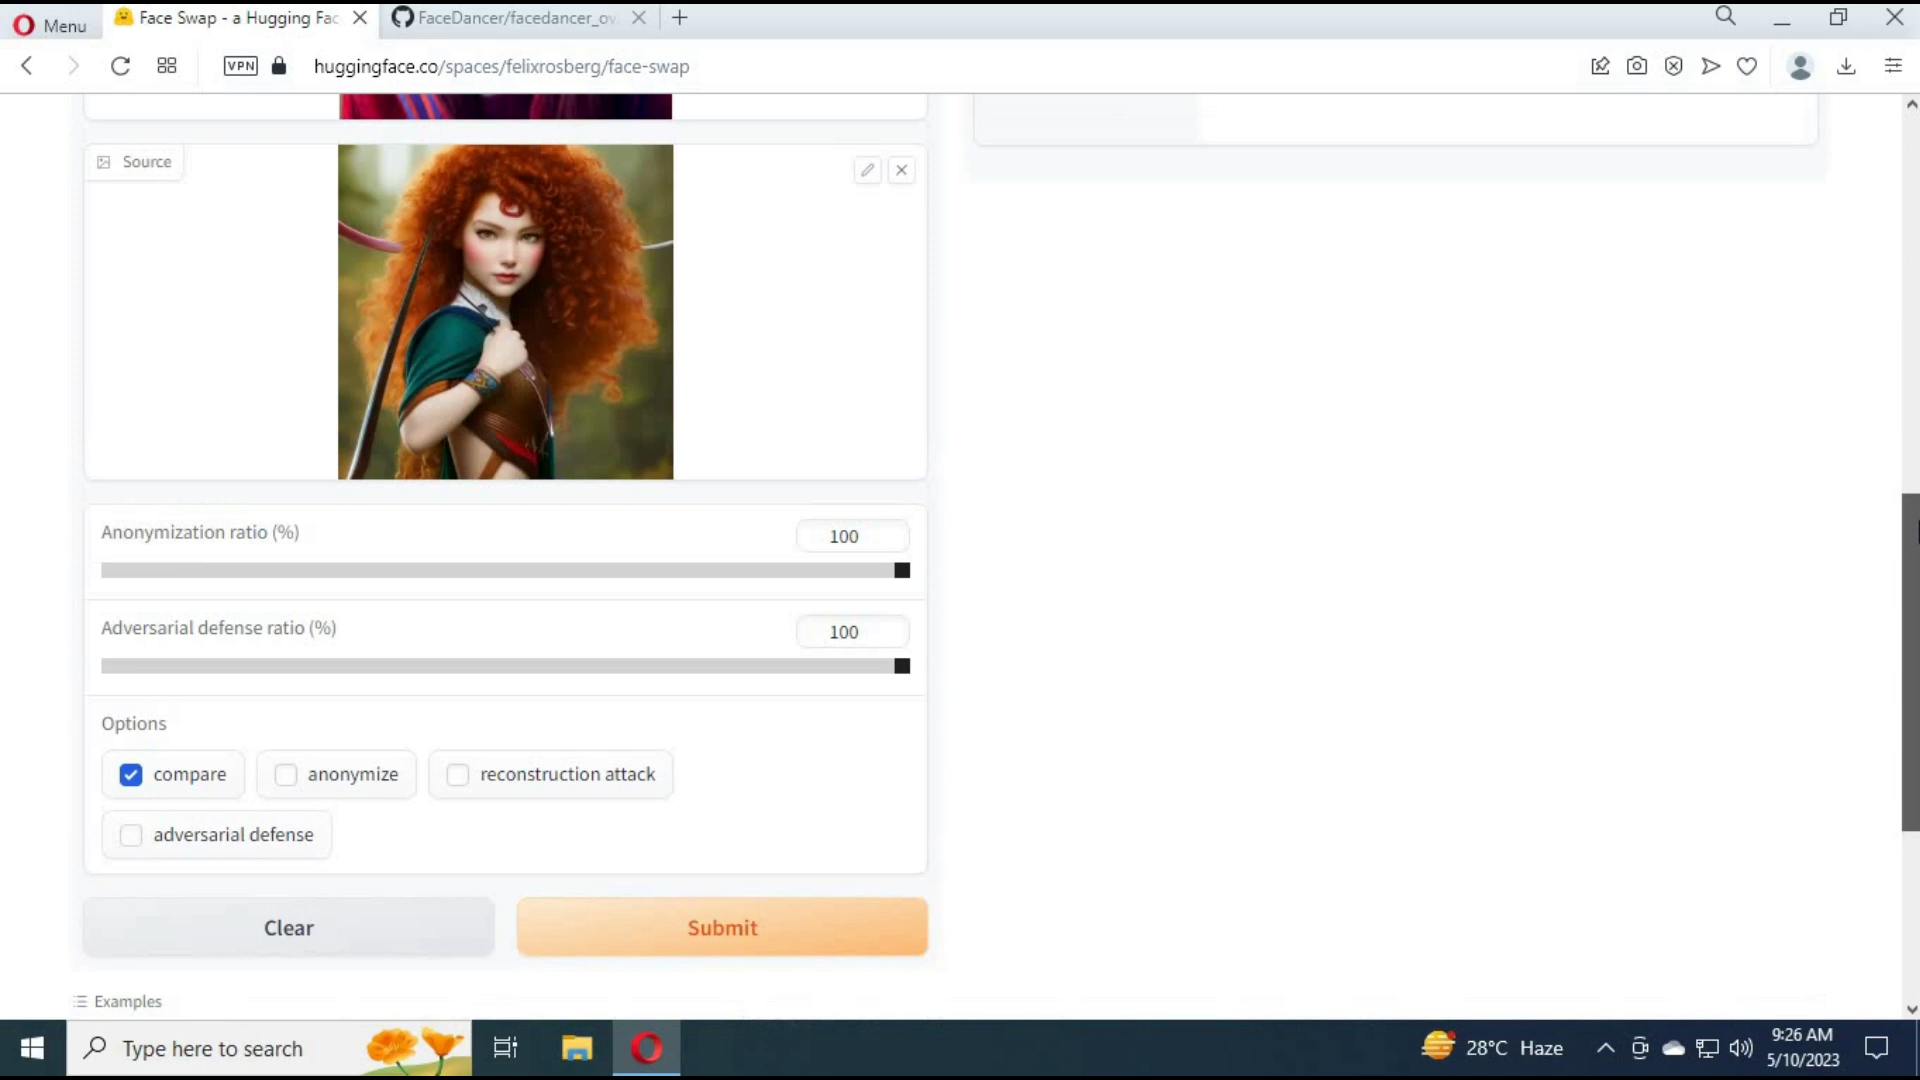 Menu
Face Swap - a Hugging Fac
FaceDancer/facedancer_ov
VPN
huggingface.co/spaces/felixrosberg/face-swap
Source
Anonymization ratio (%)
100
Adversarial defense ratio (%)
100
Options
compare
anonymize
reconstruction attack
adversarial defense
Clear
Submit
Examples
Type here to search
28°C Haze
9:26 AM
5/10/2023